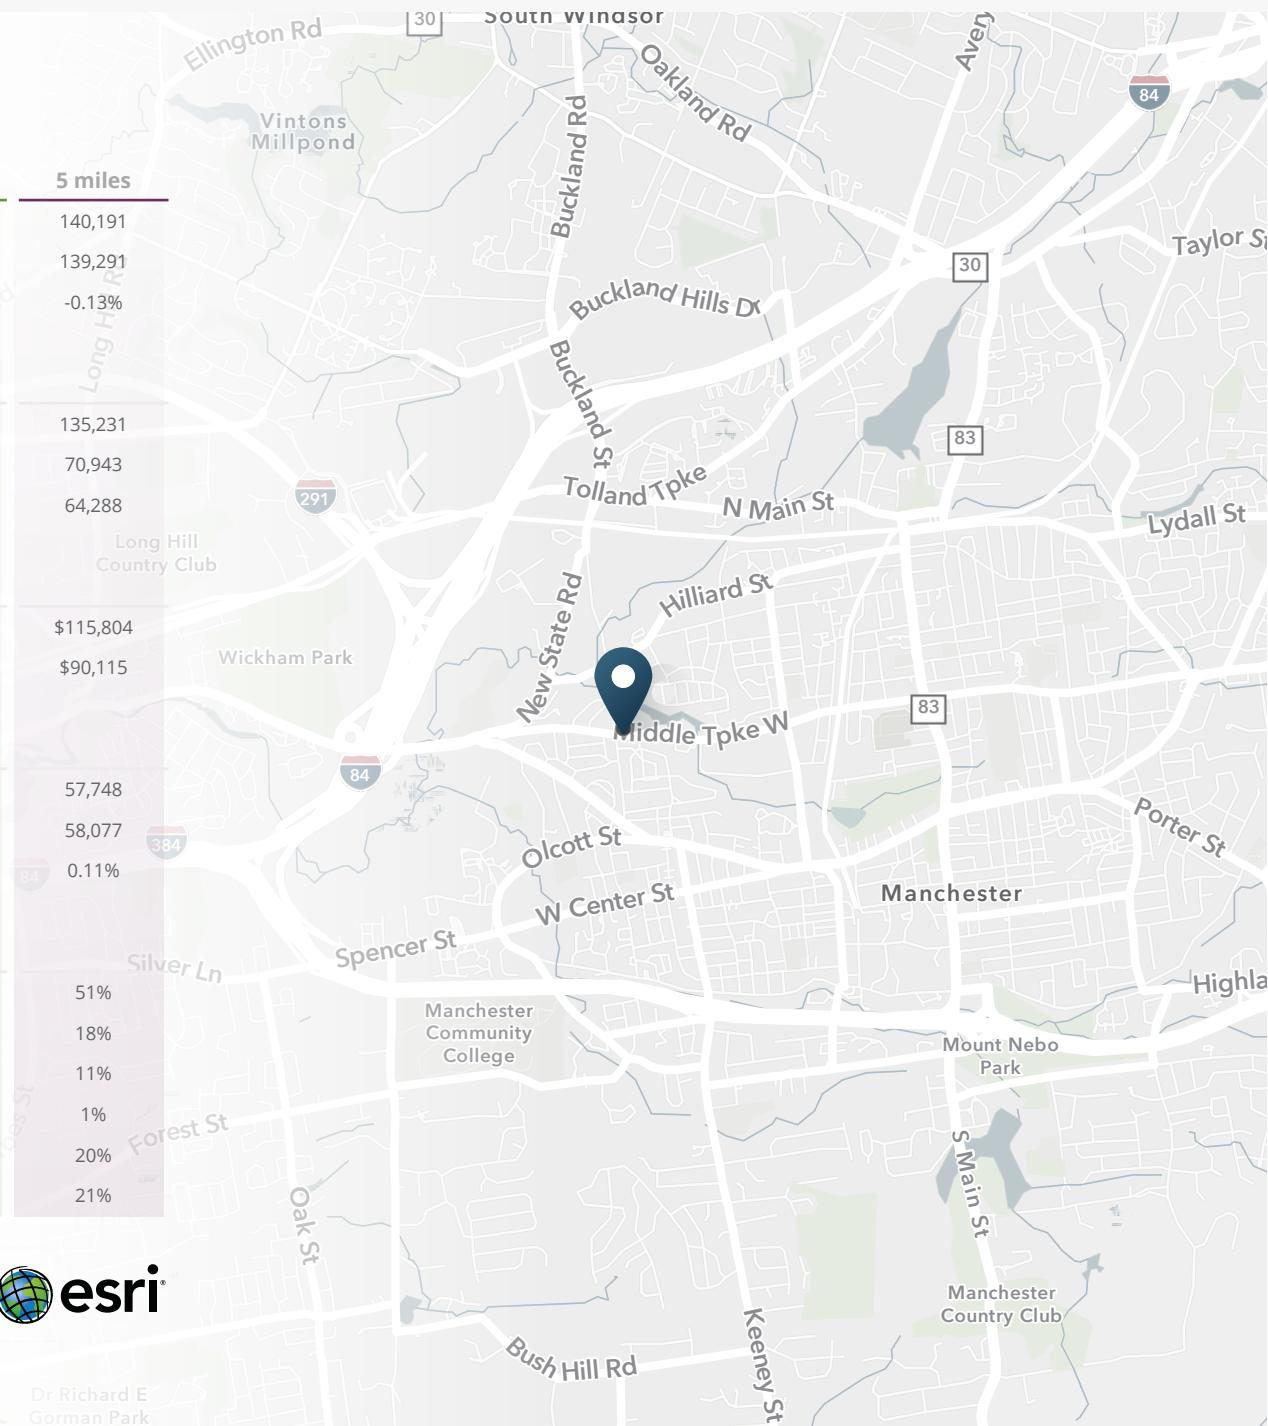 South Windsor
30
Ellington Rd
Oakland Rd
Avery
84
Buckland Rd
Vintons
Millpond
5 miles
140,191
139,291
-0.13%
Long Hill Rd
Taylor St
30
Buckland Hills Dr
Buckland St
135,231
70,943
64,288
83
291
Tolland Tpke
N Main St
Lydall St
Long Hill
Country Club
Hilliard St
$115,804
$90,115
Wickham Park
New State Rd
83
Middle Tpke W
84
57,748
58,077
0.11%
384
84
Porter St
Olcott St
W Center St
Manchester
Spencer St
Silver Ln
Highla
51%
18%
11%
1%
20%
21%
Manchester
Community
College
Mount Nebo
Park
Forest St
S Main St
Oak St
esri
Manchester
Country Club
Keeney St
Bush Hill Rd
Dr Richard E
Gorman Park